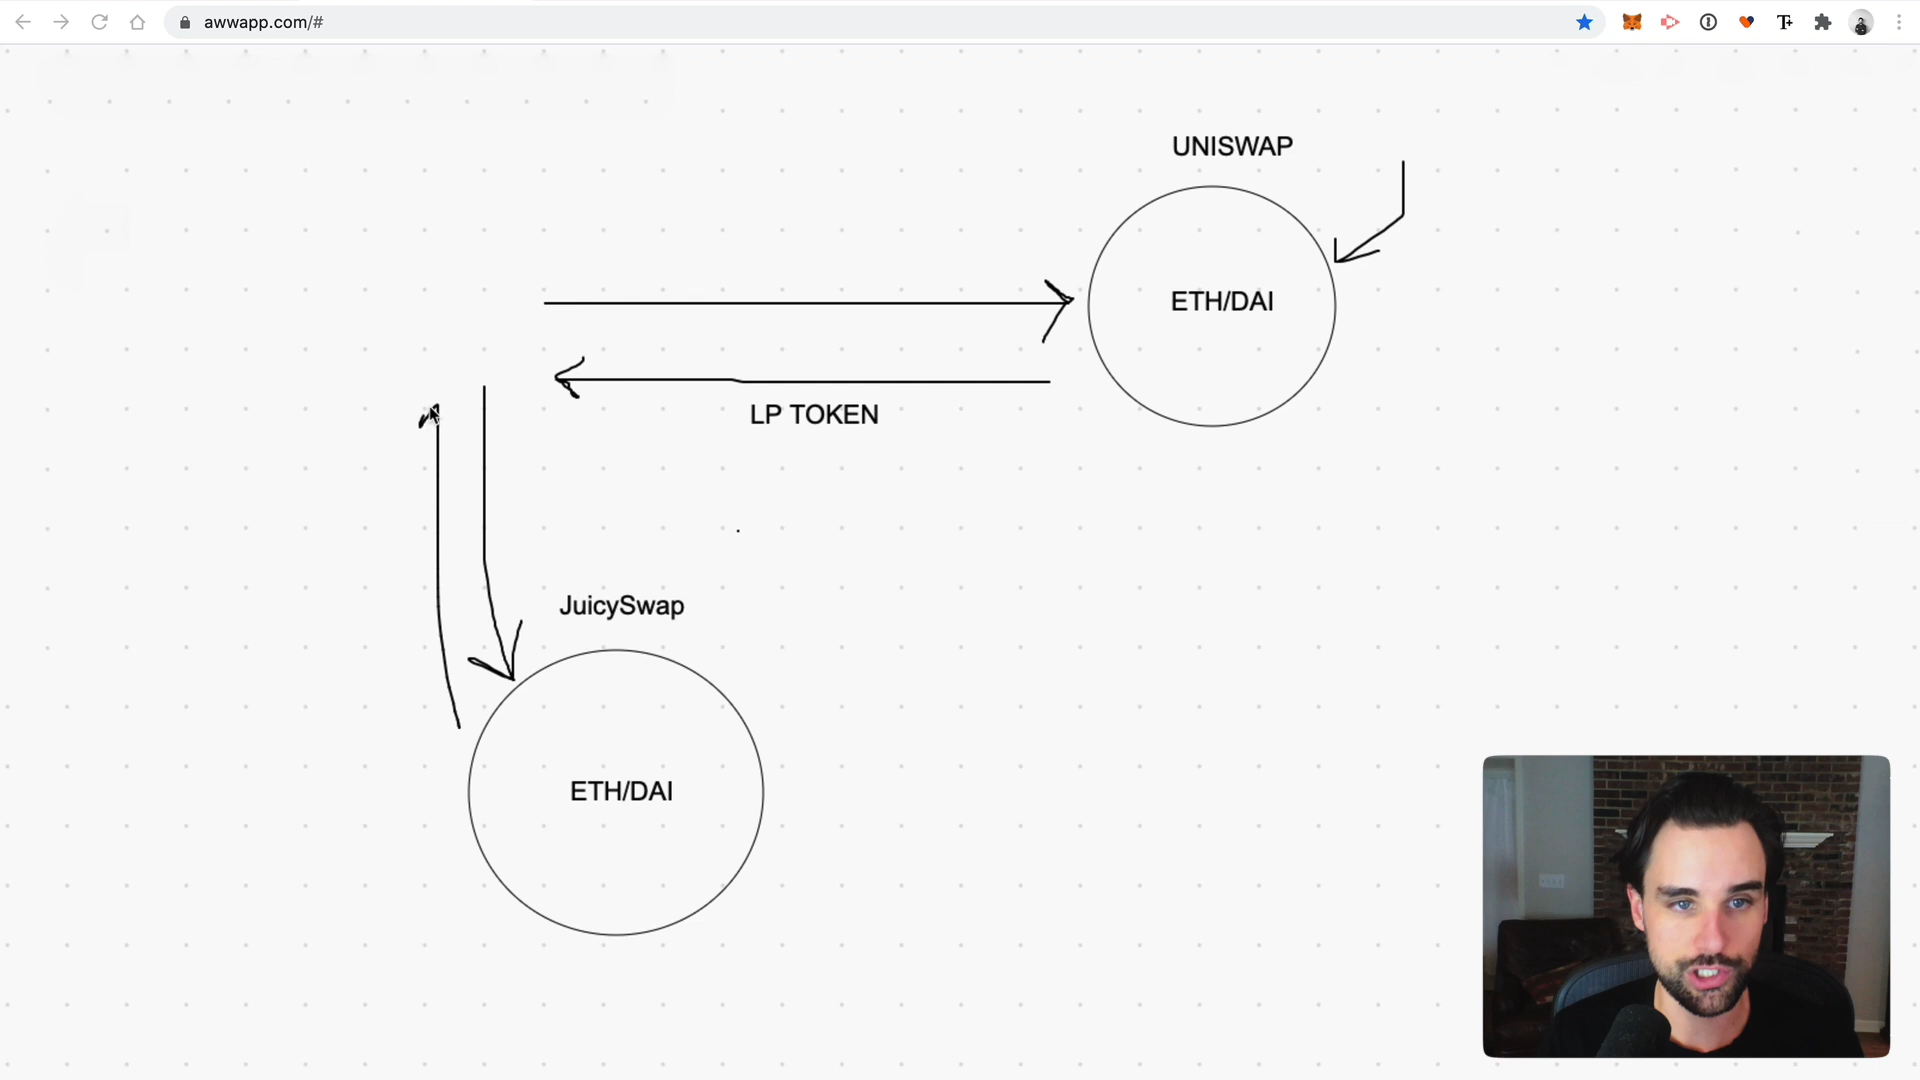 awwapp.com/#
UNISWAP
ETH/DAI
LP TOKEN
JuicySwap
ETH/DAI